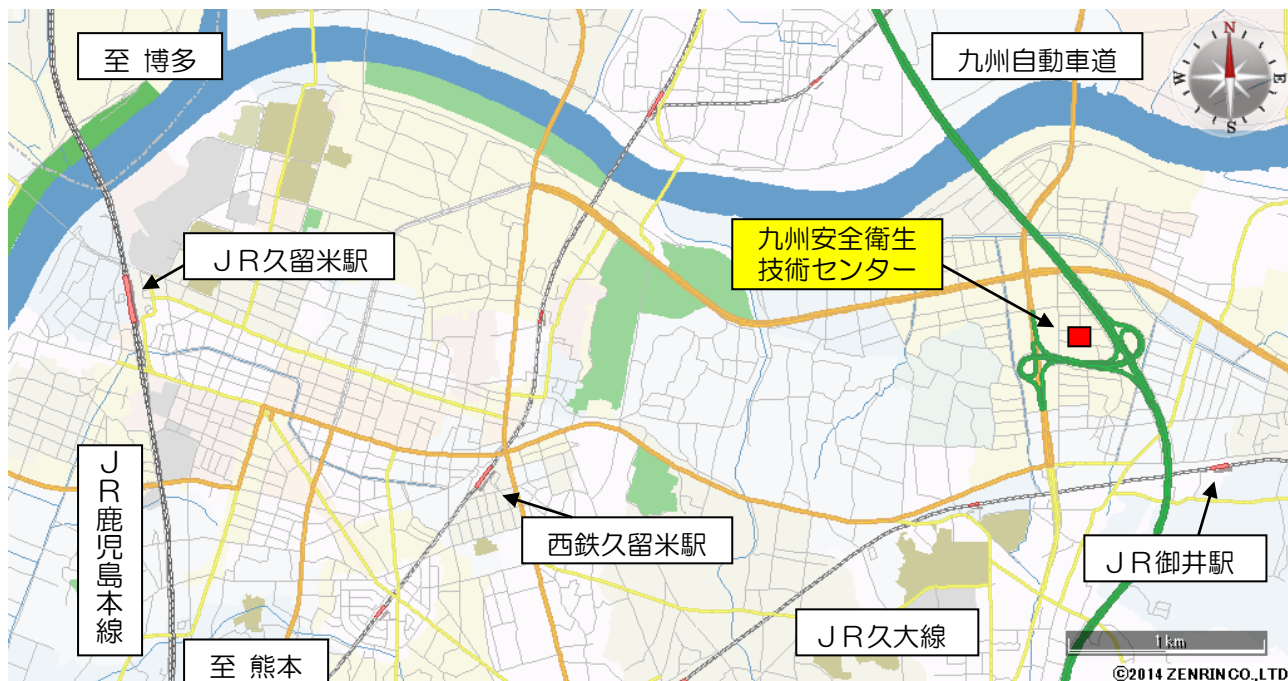 至 博多
九州自動車道
N
W
E
S
九州安全衛生
技術センター
ＪＲ久留米駅
ＪＲ鹿児島本線
西鉄久留米駅
ＪＲ御井駅
ＪＲ久大線
至 熊本
1km
©2014 ZENRIN CO.,LTD